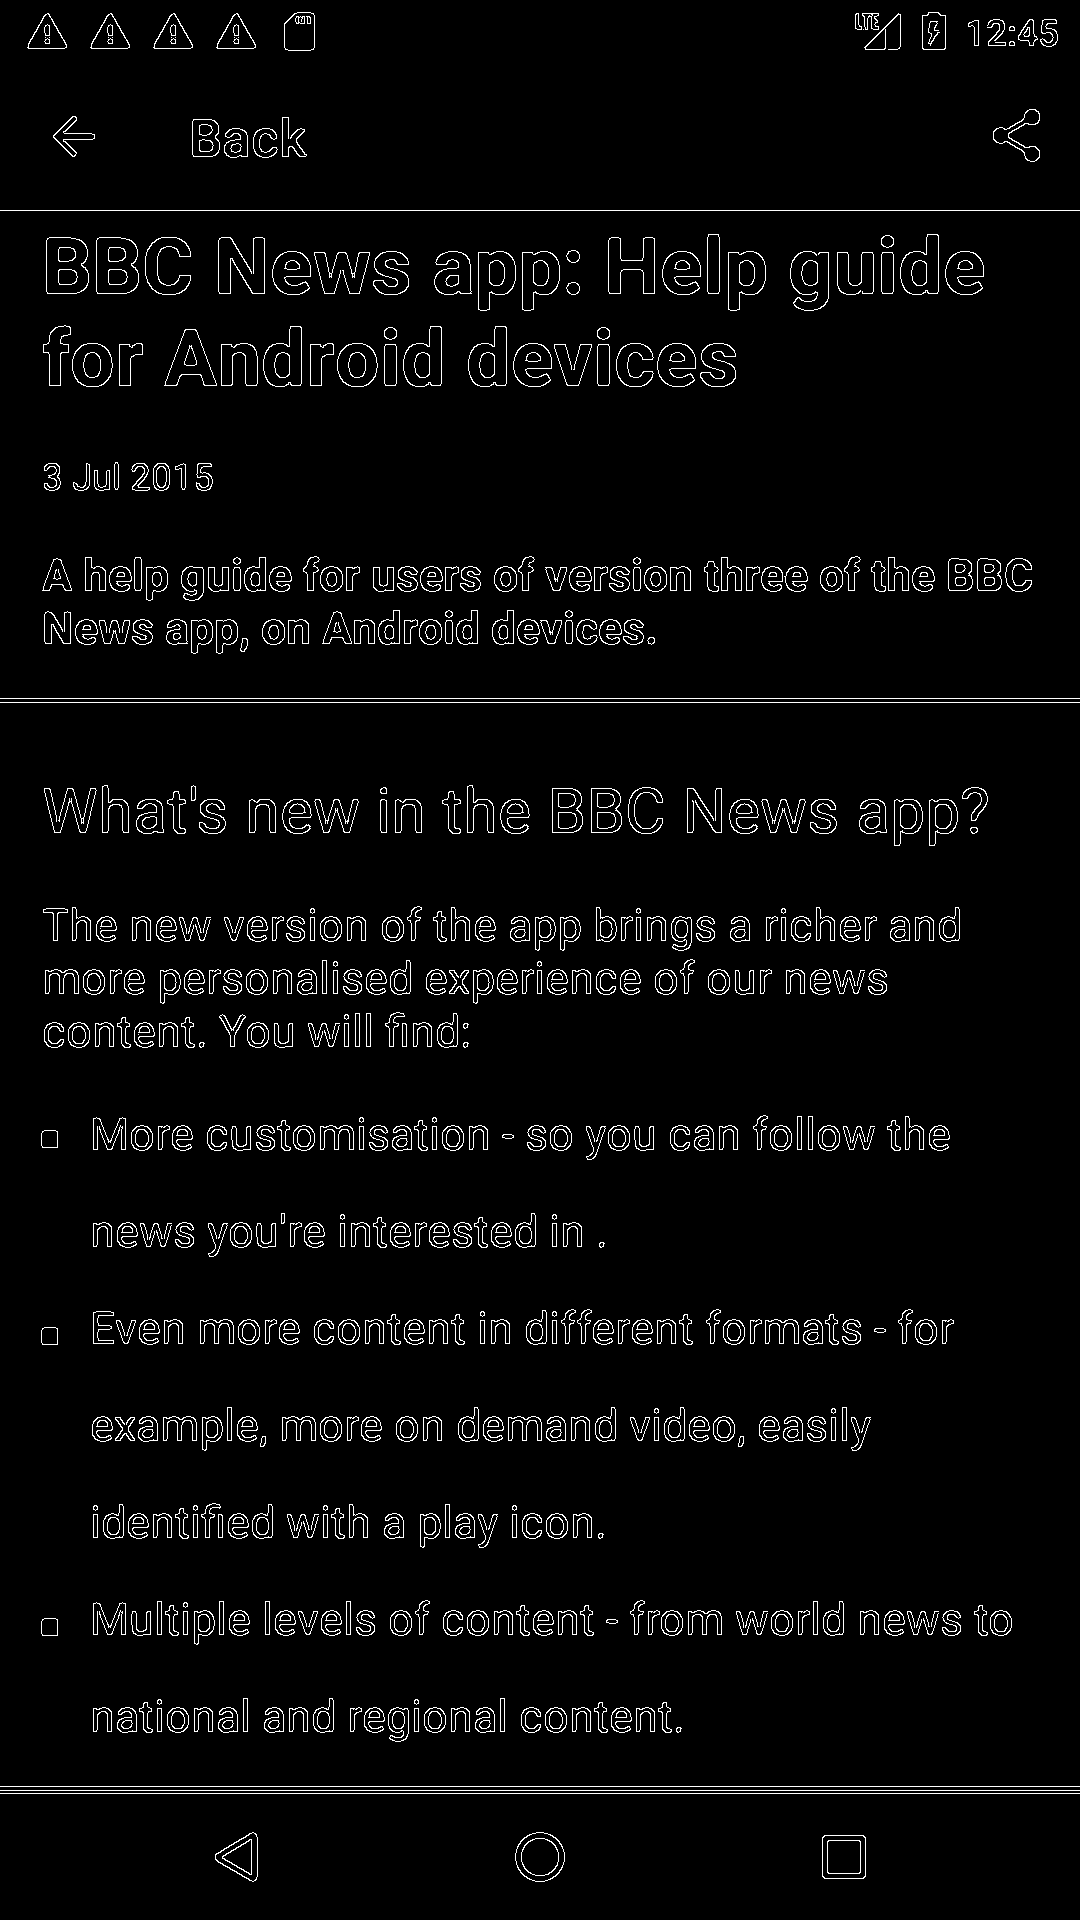 LTE 12:45
Back
BBC News app: Help guide
for Android devices
3 Jul 2015
A help guide for users of version three of the BBC
News app, on Android devices.
What's new in the BBC News app?
The new version of the app brings a richer and
more personalised experience of our news
content. You will find:
More customisation - so you can follow the
news you're interested in .
Even more content in different formats - for
example, more on demand video, easily
identified with a play icon.
Multiple levels of content - from world news to
national and regional content.